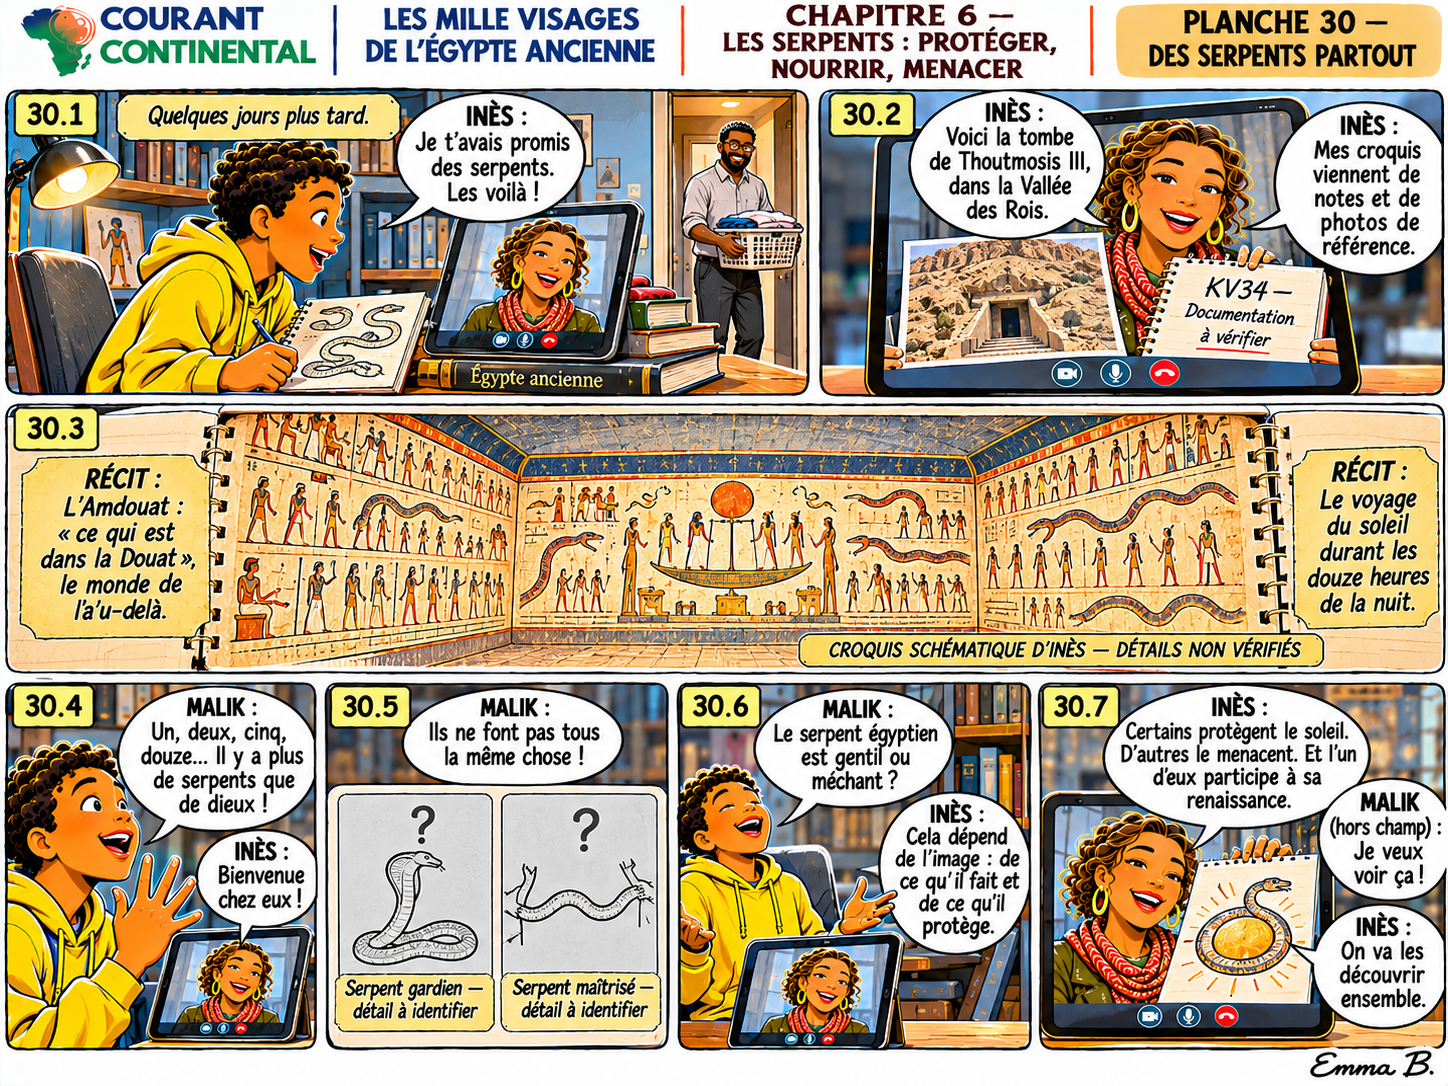 COURANT
CONTINENTAL
LES MILLE VISAGES
DE L'ÉGYPTE ANCIENNE
CHAPITRE 6 —
LES SERPENTS : PROTÉGER,
NOURRIR, MENACER
PLANCHE 30 —
DES SERPENTS PARTOUT
30.1
Quelques jours plus tard.
INÈS :
Je t'avais promis
des serpents.
Les voilà !
Égypte ancienne
30.2
INÈS :
Voici la tombe
de Thoutmosis III,
dans la Vallée
des Rois.
INÈS :
Mes croquis
viennent de
notes et de
photos de
référence.
KV34 —
Documentation
à vérifier
30.3
RÉCIT :
L'Amdouat :
« ce qui est
dans la Douat »,
le monde de
l'a'u-delà.
RÉCIT :
Le voyage
du soleil
durant les
douze heures
de la nuit.
CROQUIS SCHÉMATIQUE D'INÈS — DÉTAILS NON VÉRIFIÉS
30.4
MALIK :
Un, deux, cinq,
douze... Il y a plus
de serpents que
de dieux !
INÈS :
Bienvenue
chez eux !
30.5
MALIK :
Ils ne font pas tous
la même chose !
?
?
Serpent gardien —
détail à identifier
Serpent maîtrisé —
détail à identifier
30.6
MALIK :
Le serpent égyptien
est gentil ou
méchant ?
INÈS :
Cela dépend
de l'image : de
ce qu'il fait et
de ce qu'il
protège.
30.7
INÈS :
Certains protègent le soleil.
D'autres le menacent. Et l'un
d'eux participe à sa
renaissance.
MALIK
(hors champ) :
Je veux
voir ça !
INÈS :
On va les
découvrir
ensemble.
Emma B.